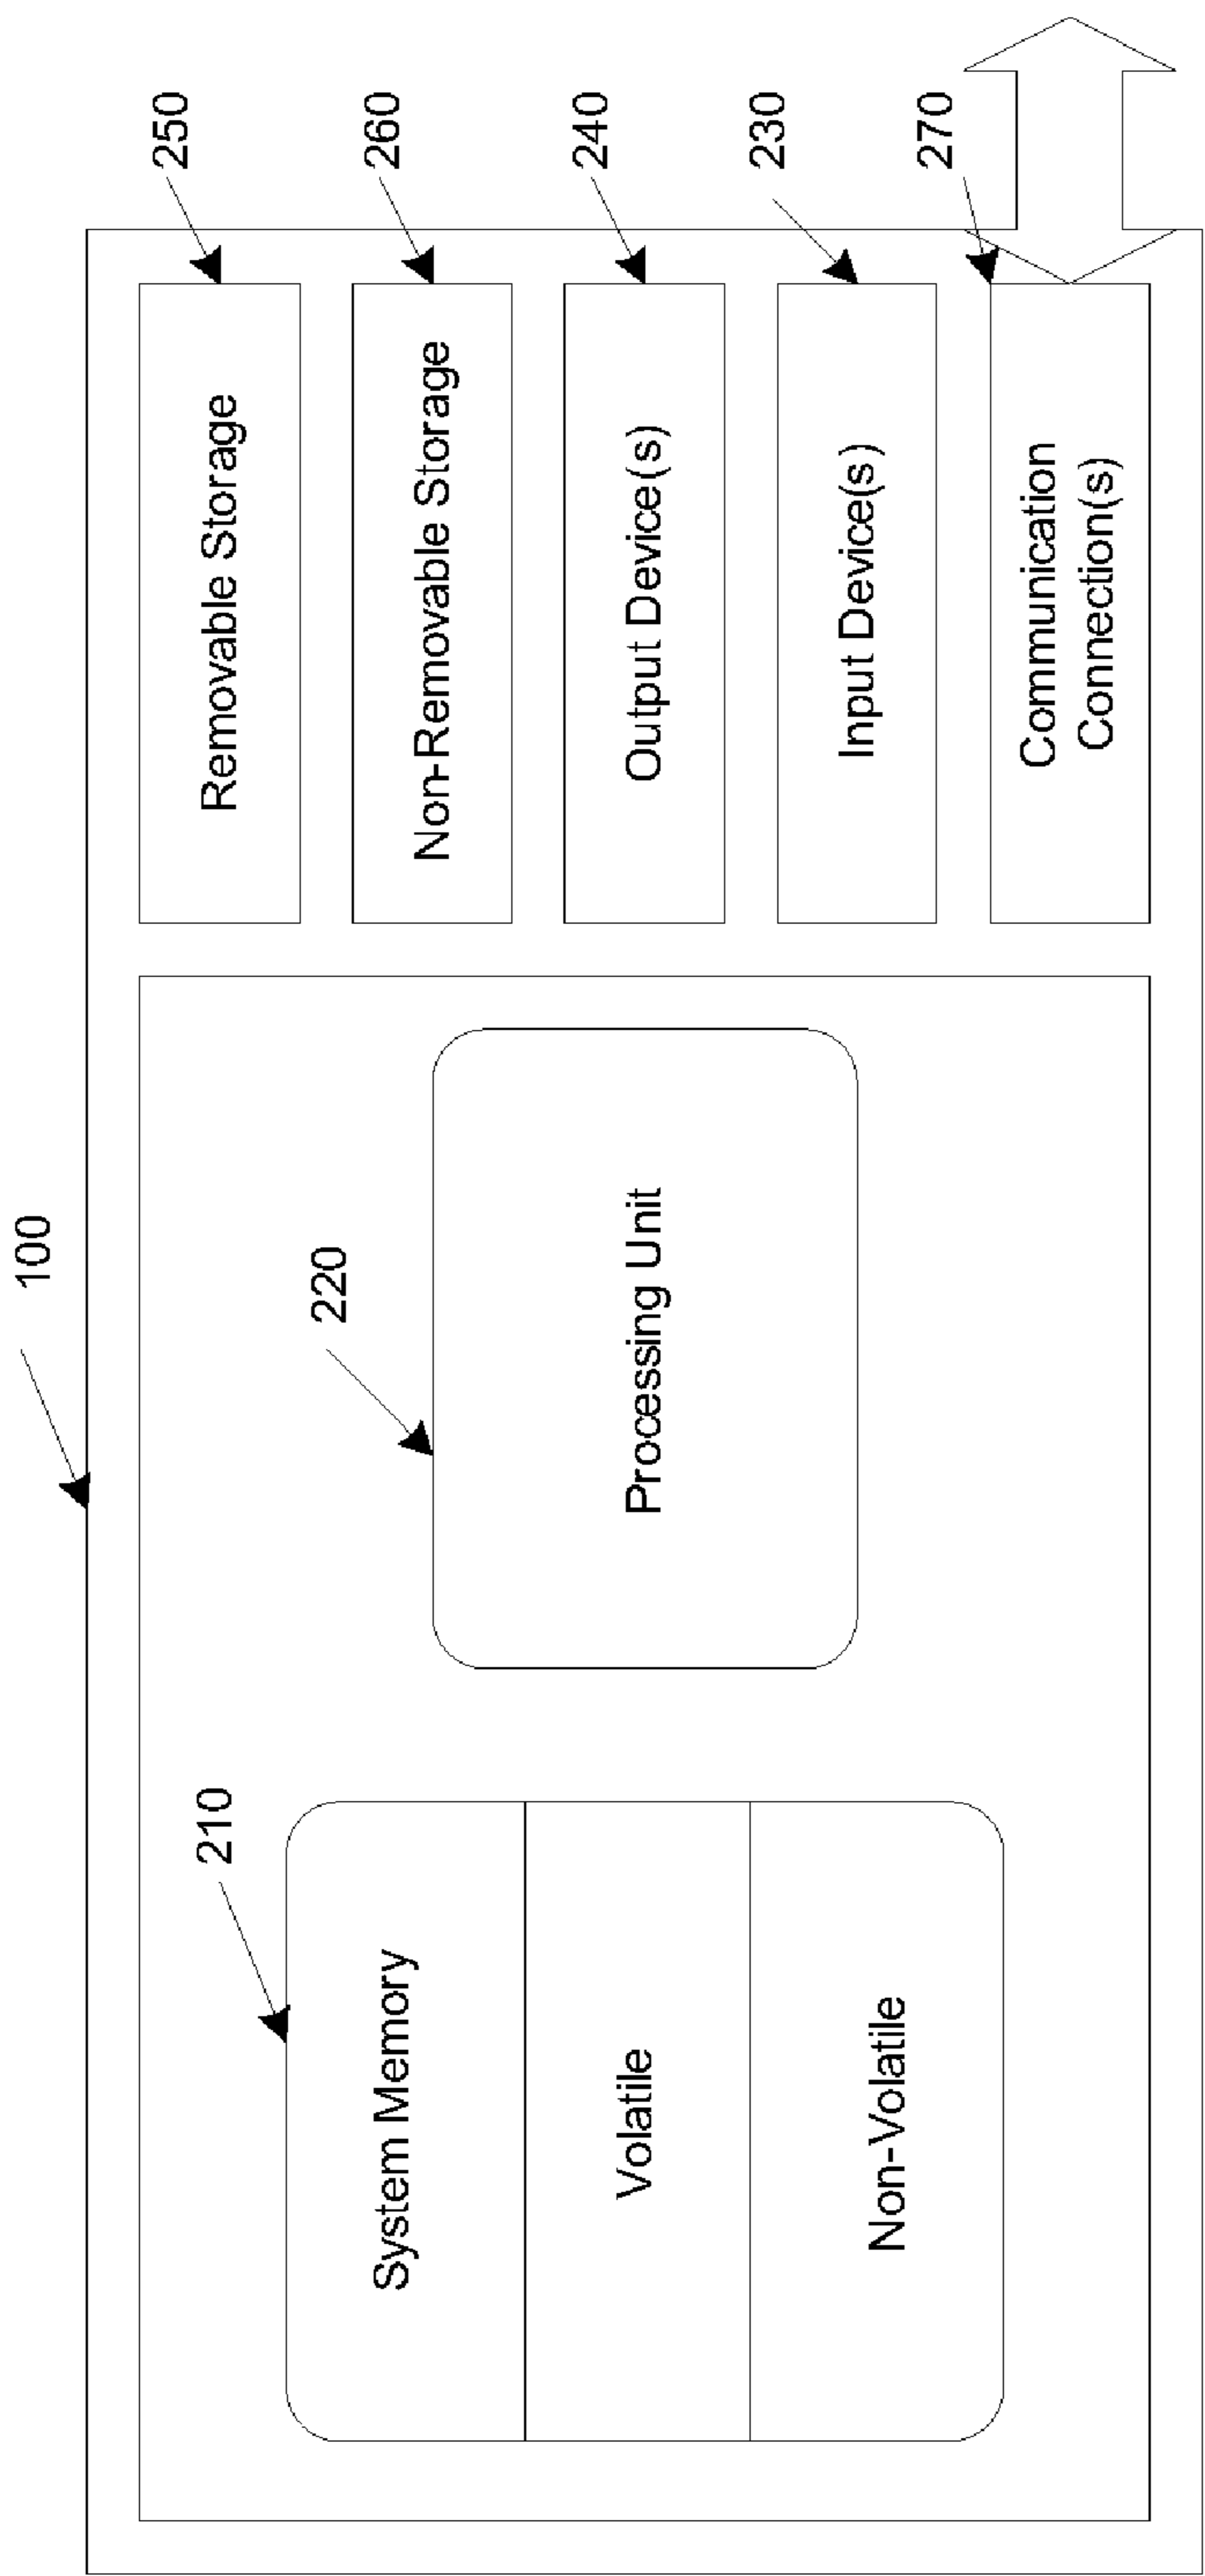 100
210
System Memory
Volatile
Non-Volatile
220
Processing Unit
Removable Storage
250
Non-Removable Storage
260
Output Device(s)
240
Input Device(s)
230
Communication
Connection(s)
270